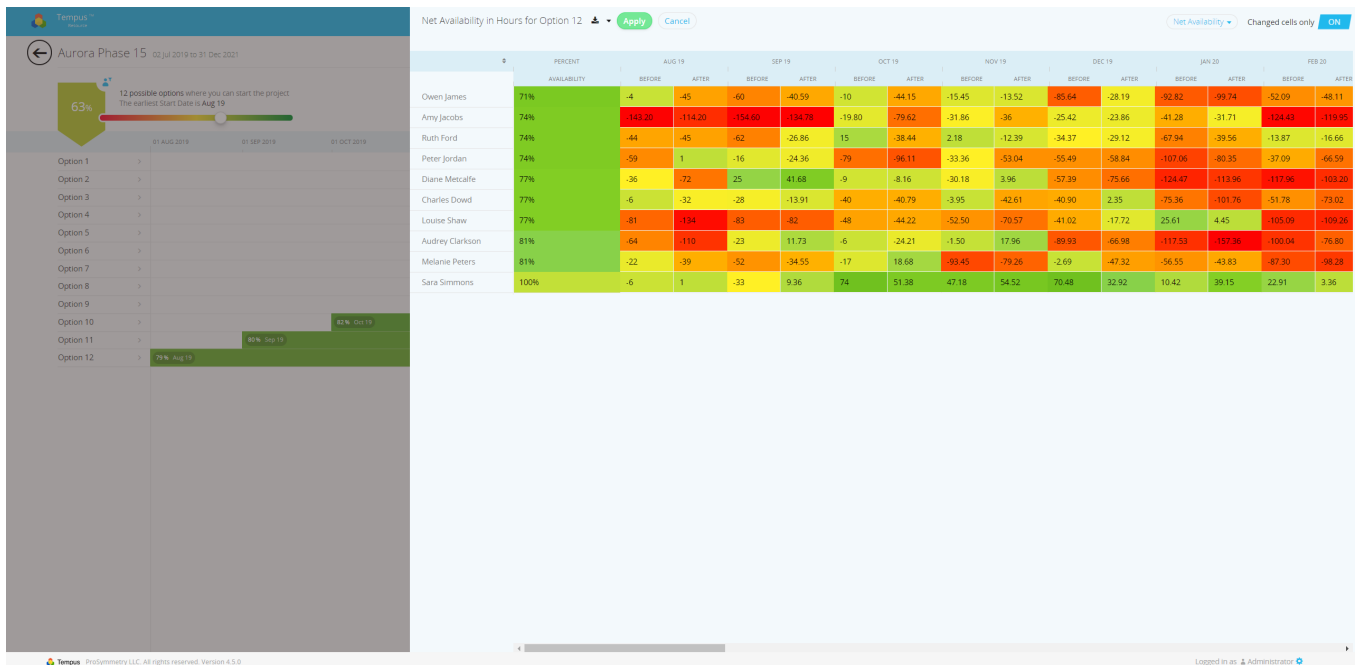 Tempus ™
Net Availability in Hours for Option 12 Apply Cancel Net Availability Changed cells only ON
Aurora Phase 15 02 Jul 2019 to 31 Dec 2021
63%
12 possible options where you can start the project
The earliest Start Date is Aug 19
01 AUG 2019 01 SEP 2019 01 OCT 2019
Option 1
Option 2
Option 3
Option 4
Option 5
Option 6
Option 7
Option 8
Option 9
Option 10 82% Oct 19
Option 11 80% Sep 19
Option 12 79% Aug 19
PERCENT AUG 19 SEP 19 OCT 19 NOV 19 DEC 19 JAN 20 FEB 20
AVAILABILITY BEFORE AFTER BEFORE AFTER BEFORE AFTER BEFORE AFTER BEFORE AFTER BEFORE AFTER BEFORE AFTER
Owen James 71% -4 -45 -60 -40.59 -10 -44.15 -15.45 -13.52 -85.64 -28.19 -92.82 -99.74 -52.09 -48.11
Amy Jacobs 74% -143.20 -114.20 -154.60 -134.78 -19.80 -79.62 -31.86 -36 -25.42 -23.86 -41.28 -31.71 -124.43 -119.95
Ruth Ford 74% -44 -45 -62 -26.86 15 -38.44 2.18 -12.39 -34.37 -29.12 -67.94 -39.56 -13.87 -16.66
Peter Jordan 74% -59 1 -16 -24.36 -79 -96.11 -33.36 -53.04 -55.49 -58.84 -107.06 -80.35 -37.09 -66.59
Diane Metcalfe 77% -36 -72 25 41.68 -9 -8.16 -30.18 3.96 -57.39 -75.66 -124.47 -113.96 -117.96 -103.20
Charles Dowd 77% -6 -32 -28 -13.91 -40 -40.79 -3.95 -42.61 -40.90 2.35 -75.36 -101.76 -51.78 -73.02
Louise Shaw 77% -81 -134 -83 -82 -48 -44.22 -52.50 -70.57 -41.02 -17.72 25.61 4.45 -105.09 -109.26
Audrey Clarkson 81% -64 -110 -23 11.73 -6 -24.21 -1.50 17.96 -89.93 -66.98 -117.53 -157.36 -100.04 -76.80
Melanie Peters 81% -22 -39 -52 -34.55 -17 18.68 -93.45 -79.26 -2.69 -47.32 -56.55 -43.83 -87.30 -98.28
Sara Simmons 100% -6 1 -33 9.36 74 51.38 47.18 54.52 70.48 32.92 10.42 39.15 22.91 3.36
Tempus ProSymmetry LLC. All rights reserved. Version 4.5.0 Logged in as Administrator